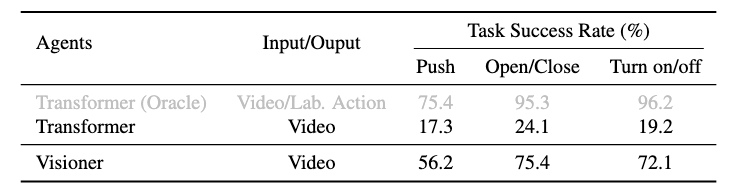 Agents Input/Ouput Task Success Rate (%)
Push Open/Close Turn on/off
Transformer (Oracle) Video/Lab. Action 75.4 95.3 96.2
Transformer Video 17.3 24.1 19.2
Visioner Video 56.2 75.4 72.1